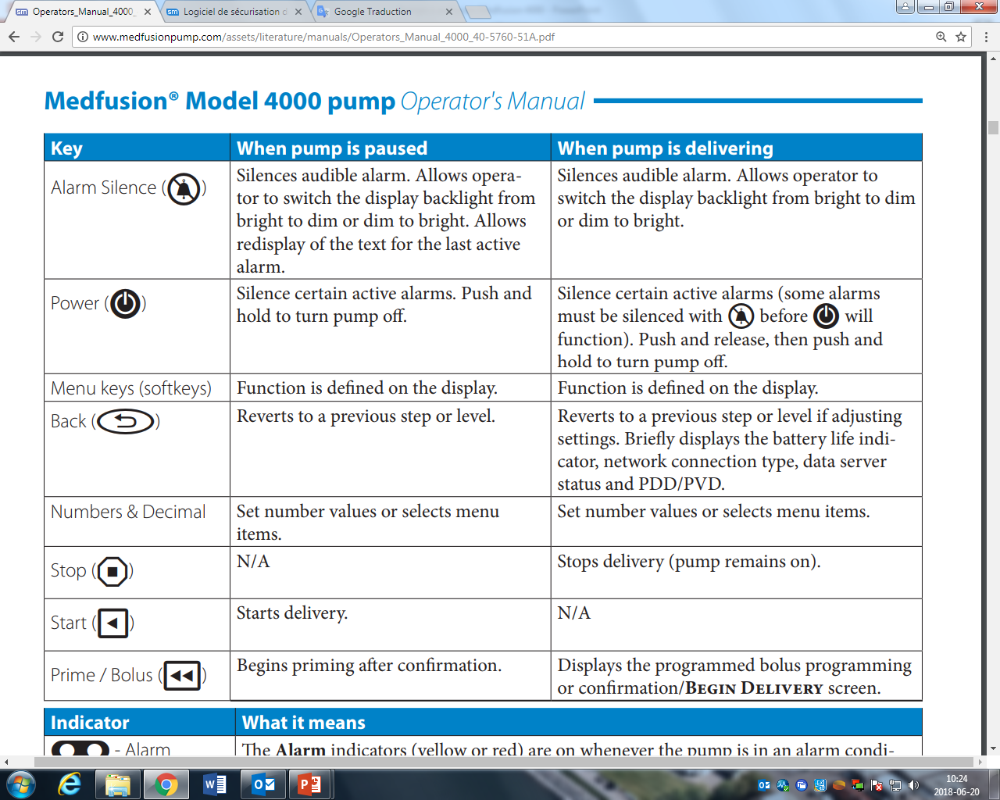 Operators_Manual_4000_
Logiciel de sécurisation d
Google Traduction
www.medfusionpump.com/assets/literature/manuals/Operators_Manual_4000_40-5760-51A.pdf
Medfusion® Model 4000 pump Operator's Manual
Key When pump is paused When pump is delivering
Alarm Silence ( )
Silences audible alarm. Allows opera-
tor to switch the display backlight from
bright to dim or dim to bright. Allows
redisplay of the text for the last active
alarm.
Silences audible alarm. Allows operator to
switch the display backlight from bright to dim
or dim to bright.
Power ( )
Silence certain active alarms. Push and
hold to turn pump off.
Silence certain active alarms (some alarms
must be silenced with before will
function). Push and release, then push and
hold to turn pump off.
Menu keys (softkeys)
Function is defined on the display.
Function is defined on the display.
Back ( )
Reverts to a previous step or level.
Reverts to a previous step or level if adjusting
settings. Briefly displays the battery life indi-
cator, network connection type, data server
status and PDD/PVD.
Numbers & Decimal
Set number values or selects menu
items.
Set number values or selects menu items.
Stop ( )
N/A
Stops delivery (pump remains on).
Start ( )
Starts delivery.
N/A
Prime / Bolus ( )
Begins priming after confirmation.
Displays the programmed bolus programming
or confirmation/BEGIN DELIVERY screen.
Indicator What it means
- Alarm
The Alarm indicators (yellow or red) are on whenever the pump is in an alarm condi-
10:24
2018-06-20